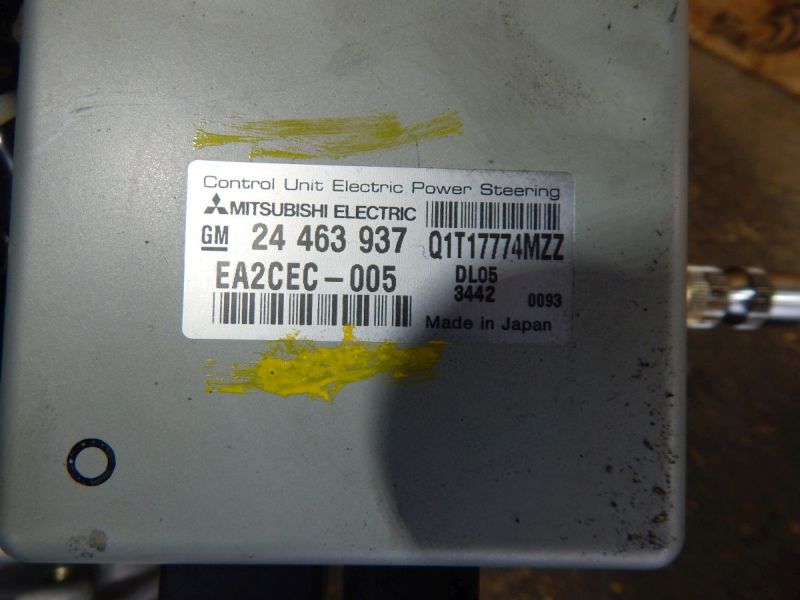 Control Unit Electric Power Steering
MITSUBISHI ELECTRIC
GM 24 463 937 Q1T17774MZZ
EA2CEC-005 DL05
3442 0093
Made in Japan